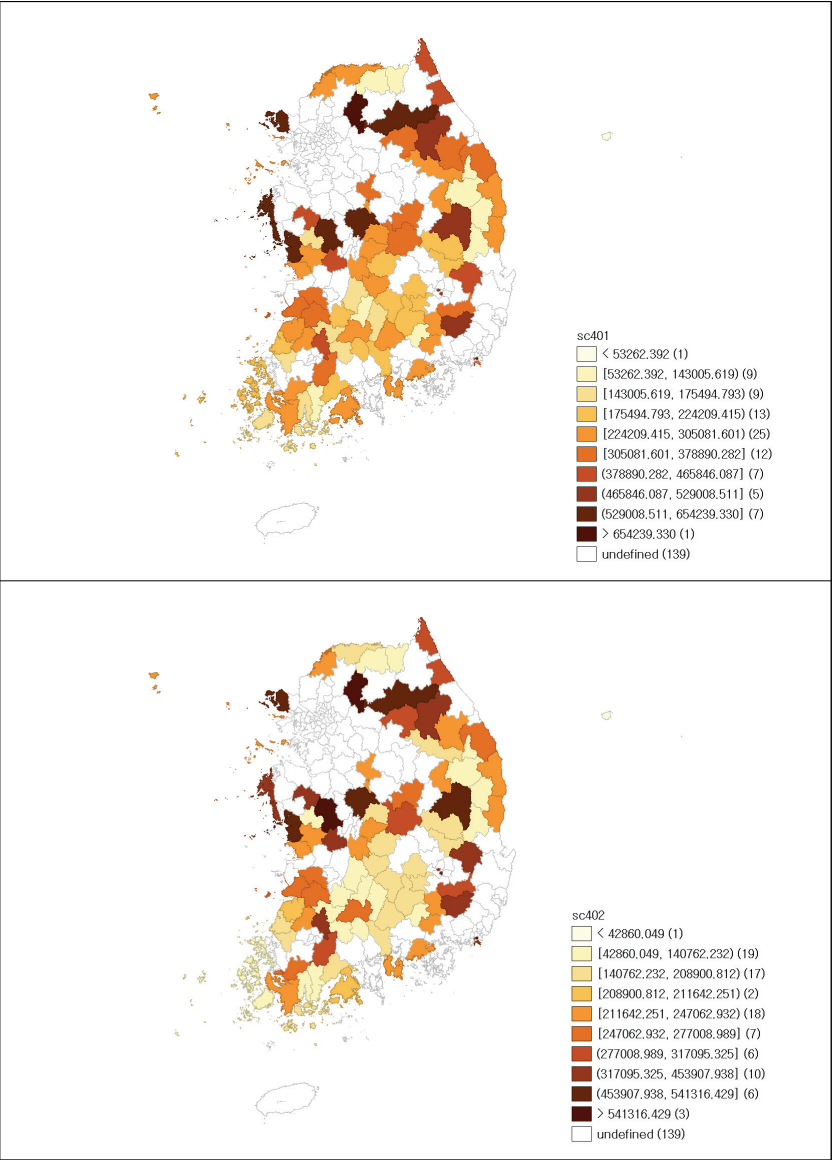 sc401
< 53262.392 (1)
[53262.392, 143005.619) (9)
[143005.619, 175494.793) (9)
[175494.793, 224209.415) (13)
[224209.415, 305081.601) (25)
[305081.601, 378890.282] (12)
(378890.282, 465846.087] (7)
(465846.087, 529008.511] (5)
(529008.511, 654239.330] (7)
> 654239.330 (1)
undefined (139)
sc402
< 42860.049 (1)
[42860.049, 140762.232) (19)
[140762.232, 208900.812) (17)
[208900.812, 211642.251) (2)
[211642.251, 247062.932) (18)
[247062.932, 277008.989] (7)
(277008.989, 317095.325] (6)
(317095.325, 453907.938] (10)
(453907.938, 541316.429] (6)
> 541316.429 (3)
undefined (139)